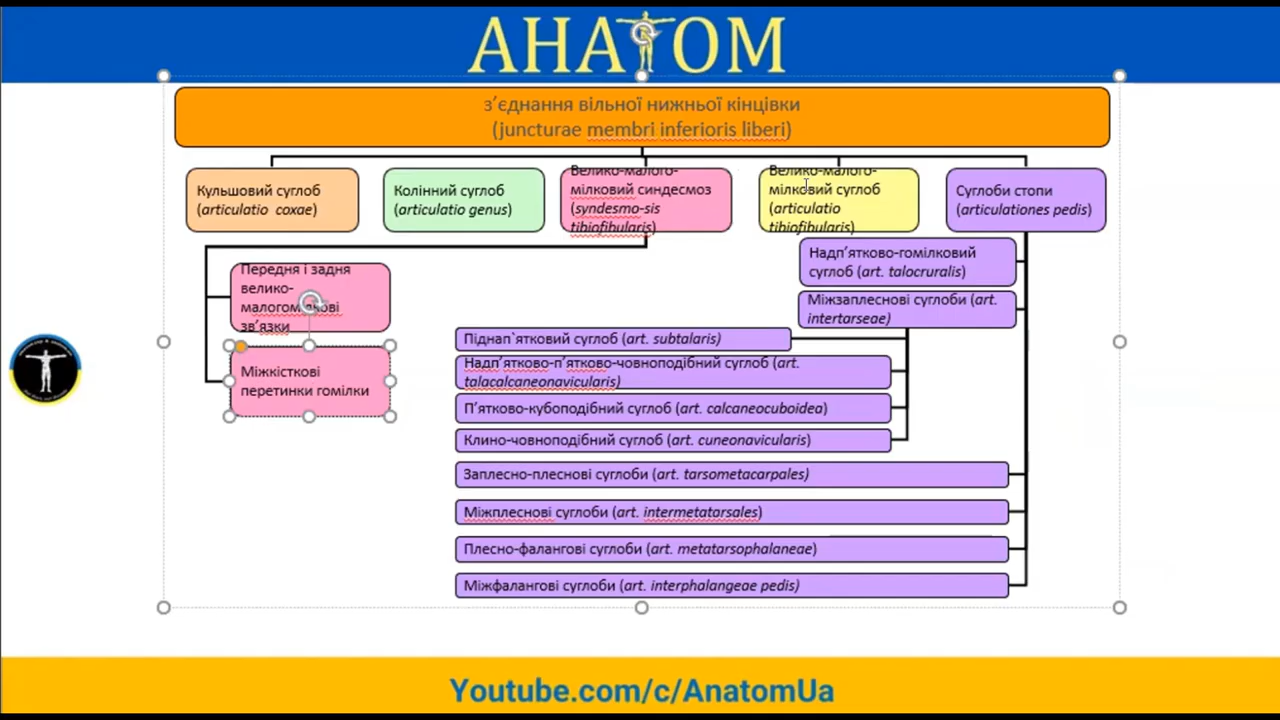 АНАТОМ
з’єднання вільної нижньої кінцівки
(juncturae membri inferioris liberi)
Кульшовий суглоб
(articulatio coxae)
Колінний суглоб
(articulatio genus)
Велико-малого-
мілковий синдесмоз
(syndesmo-sis
tibiofibularis)
Велико-малого-
мілковий суглоб
(articulatio
tibiofibularis)
Суглоби стопи
(articulationes pedis)
Передня і задня
велико-
малогомілкові
зв’язки
Міжкісткові
перетинки гомілки
Надп’ятково-гомілковий
суглоб (art. talocruralis)
Міжзаплеснові суглоби (art.
intertarseae)
Піднап`ятковий суглоб (art. subtalaris)
Надп’ятково-п’ятково-човноподібний суглоб (art.
talacalcaneonavicularis)
П’ятково-кубоподібний суглоб (art. calcaneocuboidea)
Клино-човноподібний суглоб (art. cuneonavicularis)
Заплесно-плеснові суглоби (art. tarsometacarpales)
Міжплеснові суглоби (art. intermetatarsales)
Плесно-фалангові суглоби (art. metatarsophalaneae)
Міжфалангові суглоби (art. interphalangeae pedis)
Youtube.com/c/AnatomUa